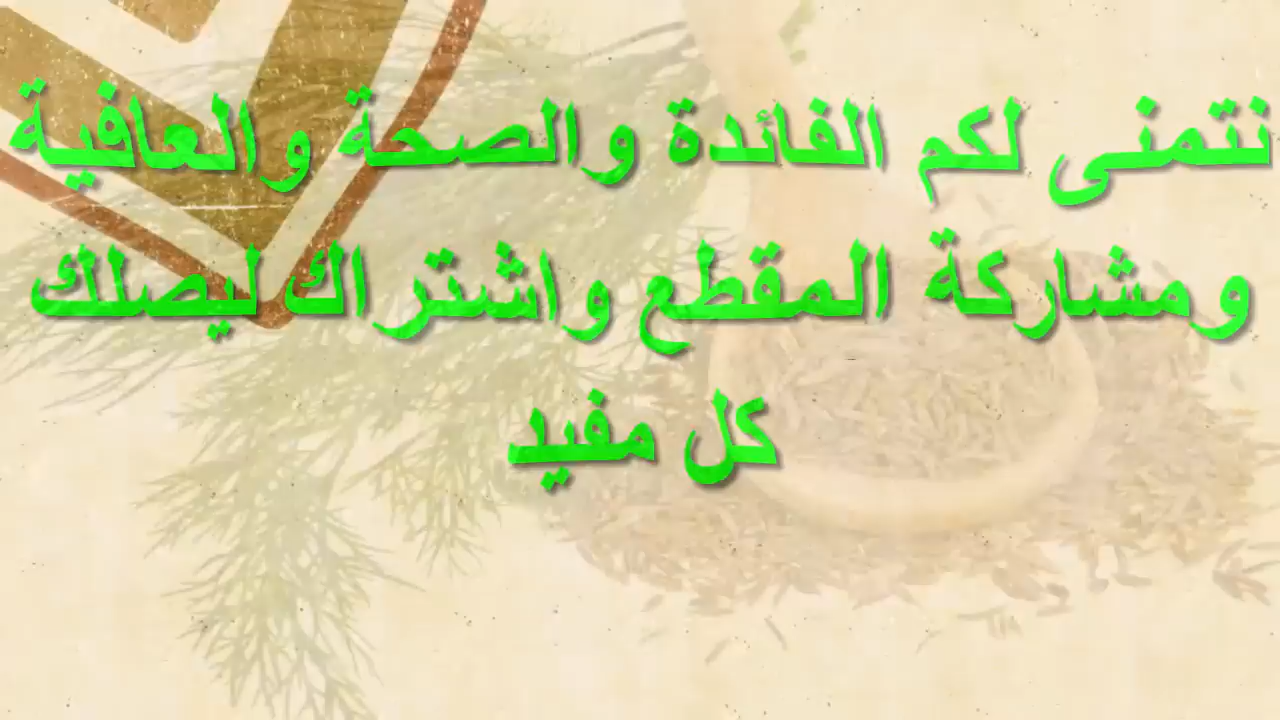 نتمنى لكم الفائدة والصحة والعافية
ومشاركة المقطع واشتراك ليصلك
كل مفيد